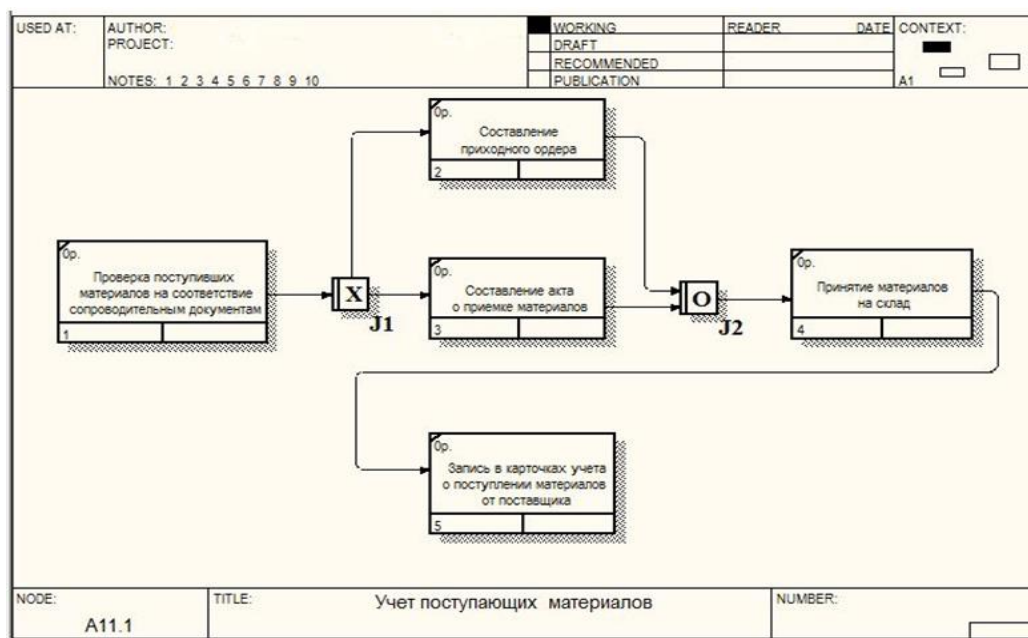 USED AT:
AUTHOR:
PROJECT:
NOTES: 1 2 3 4 5 6 7 8 9 10
WORKING
DRAFT
RECOMMENDED
PUBLICATION
READER DATE
CONTEXT:
A1
0р.
Составление
приходного ордера
2
0р.
Проверка поступивших
материалов на соответствие
сопроводительным документам
1
X
J1
0р.
Составление акта
о приемке материалов
3
O
J2
0р.
Принятие материалов
на склад
4
0р.
Запись в карточках учета
о поступлении материалов
от поставщика
5
NODE:
A11.1
TITLE:
Учет поступающих материалов
NUMBER: